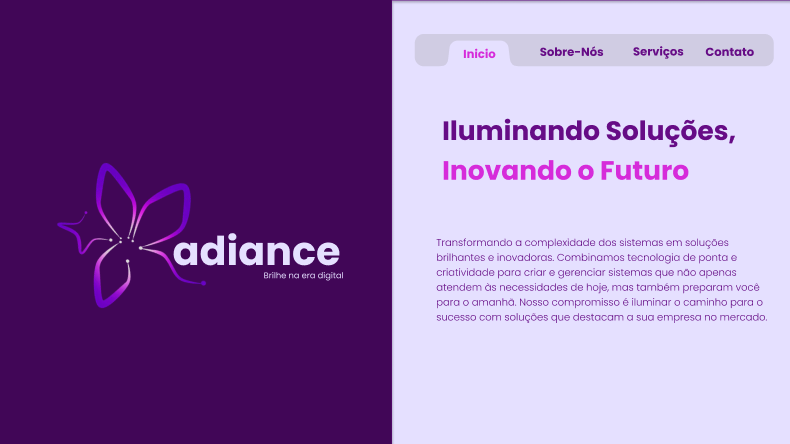 adiance
Brilhe na era digital
Inicio
Sobre-Nós
Serviços
Contato
Iluminando Soluções,
Inovando o Futuro
Transformando a complexidade dos sistemas em soluções
brilhantes e inovadoras. Combinamos tecnologia de ponta e
criatividade para criar e gerenciar sistemas que não apenas
atendem às necessidades de hoje, mas também preparam você
para o amanhã. Nosso compromisso é iluminar o caminho para o
sucesso com soluções que destacam a sua empresa no mercado.